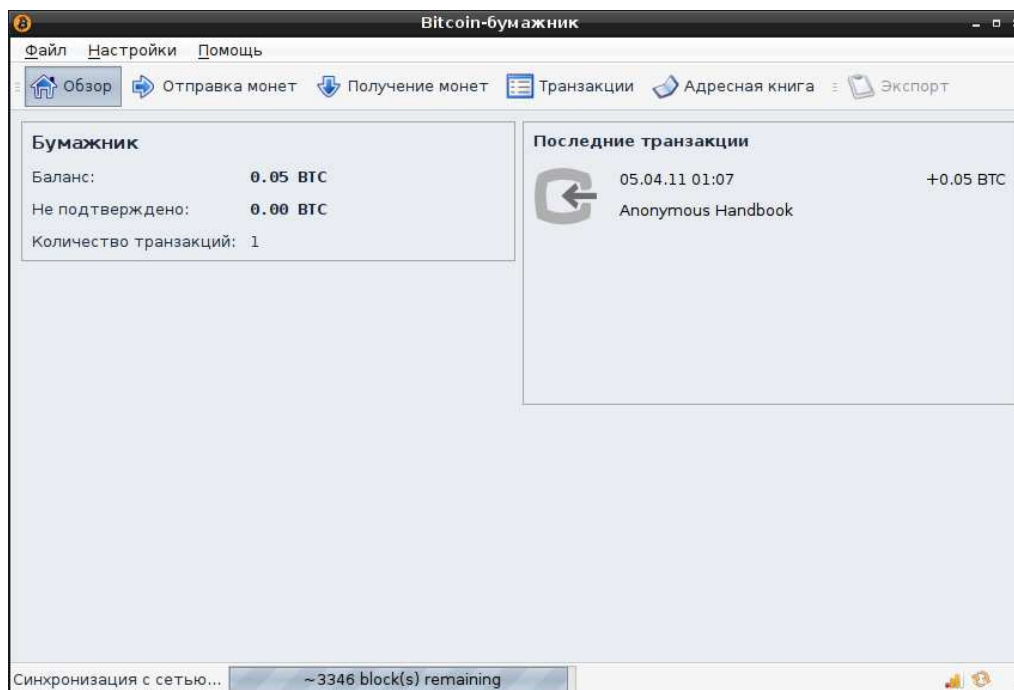 Bitcoin-бумажник
Файл Настройки Помощь
Обзор Отправка монет Получение монет Транзакции Адресная книга Экспорт
Бумажник
Баланс: 0.05 BTC
Не подтверждено: 0.00 BTC
Количество транзакций: 1
Последние транзакции
05.04.11 01:07 +0.05 BTC
Anonymous Handbook
Синхронизация с сетью... ~3346 block(s) remaining